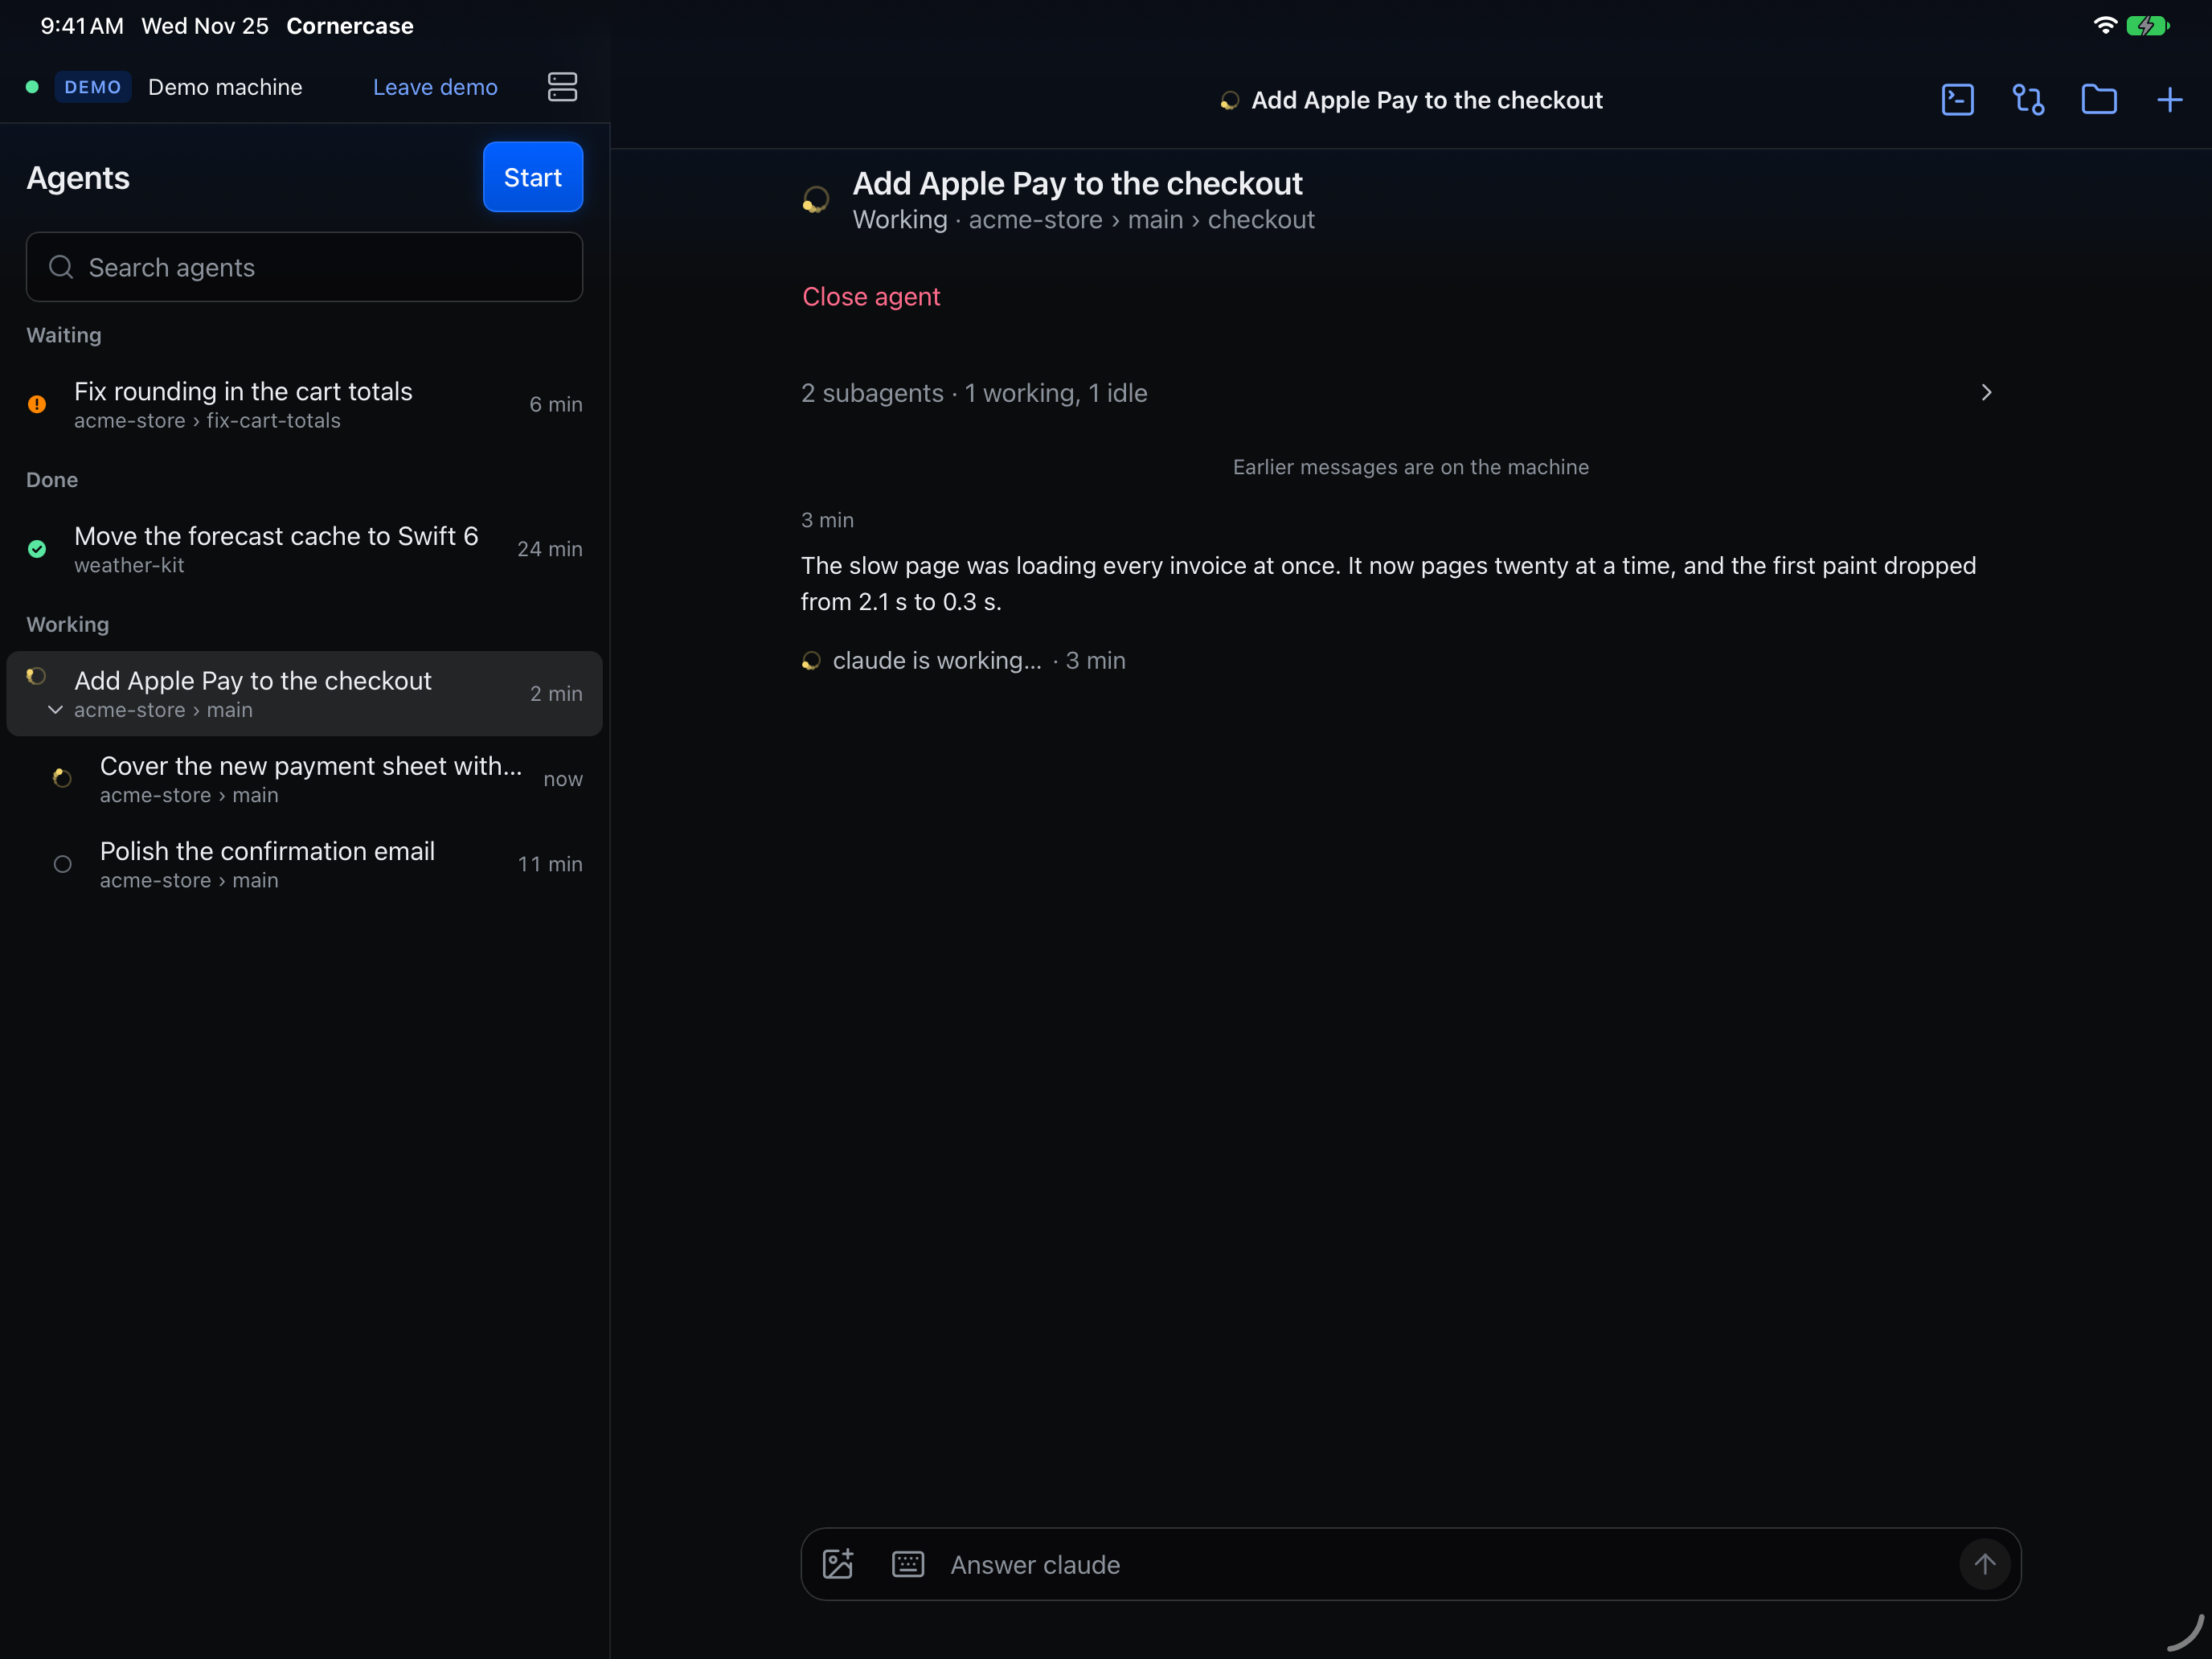 9:41 AM Wed Nov 25 Cornercase
DEMO Demo machine Leave demo
Agents
Start
Search agents
Waiting
Fix rounding in the cart totals
acme-store › fix-cart-totals
6 min
Done
Move the forecast cache to Swift 6
weather-kit
24 min
Working
Add Apple Pay to the checkout
acme-store › main
2 min
Cover the new payment sheet with...
acme-store › main
now
Polish the confirmation email
acme-store › main
11 min
Add Apple Pay to the checkout
Add Apple Pay to the checkout
Working · acme-store › main › checkout
Close agent
2 subagents · 1 working, 1 idle
Earlier messages are on the machine
3 min
The slow page was loading every invoice at once. It now pages twenty at a time, and the first paint dropped
from 2.1 s to 0.3 s.
claude is working... · 3 min
Answer claude